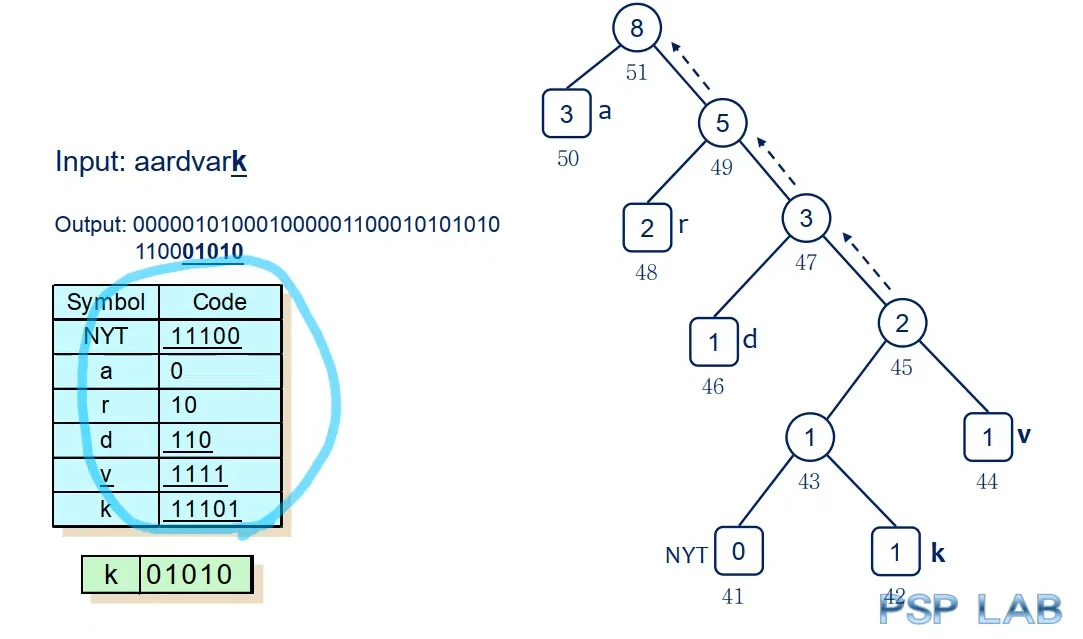 Input: aardvark
Output: 000001010001000001100010101010
110001010
Symbol Code
NYT 11100
a 0
r 10
d 110
v 1111
k 11101
k 01010
8
51
3 a
50
5
49
2 r
48
3
47
1 d
46
2
45
1
43
1 v
44
NYT 0
41
1 k
42
PSP LAB